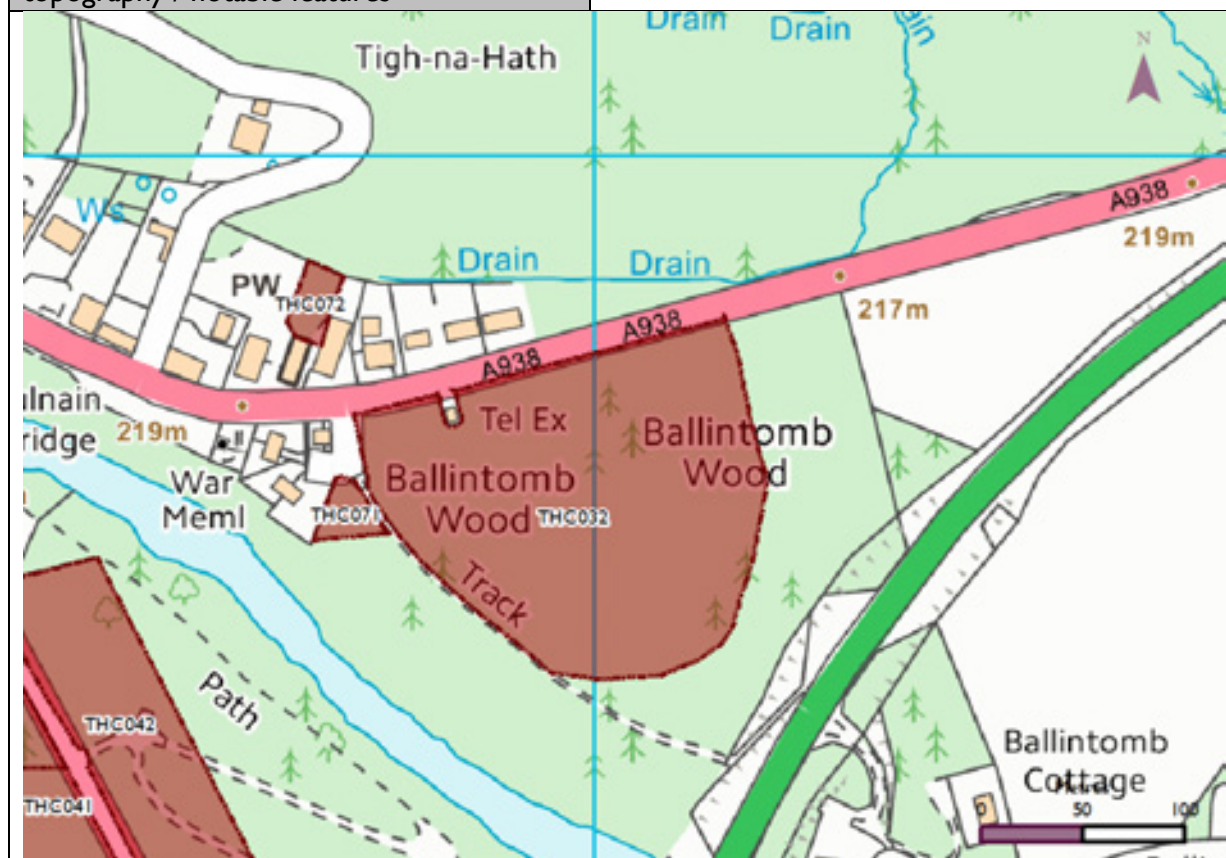 Drain
Drain
Tigh-na-Hath
N
Ws
A938
219m
Drain
Drain
PW
THC072
217m
A938
A938
219m
Tel Ex
Ballintomb
Wood
War
Meml
THC071
Ballintomb
Wood
THC032
Track
Path
THC042
THC041
Ballintomb
Cottage
0
50
100